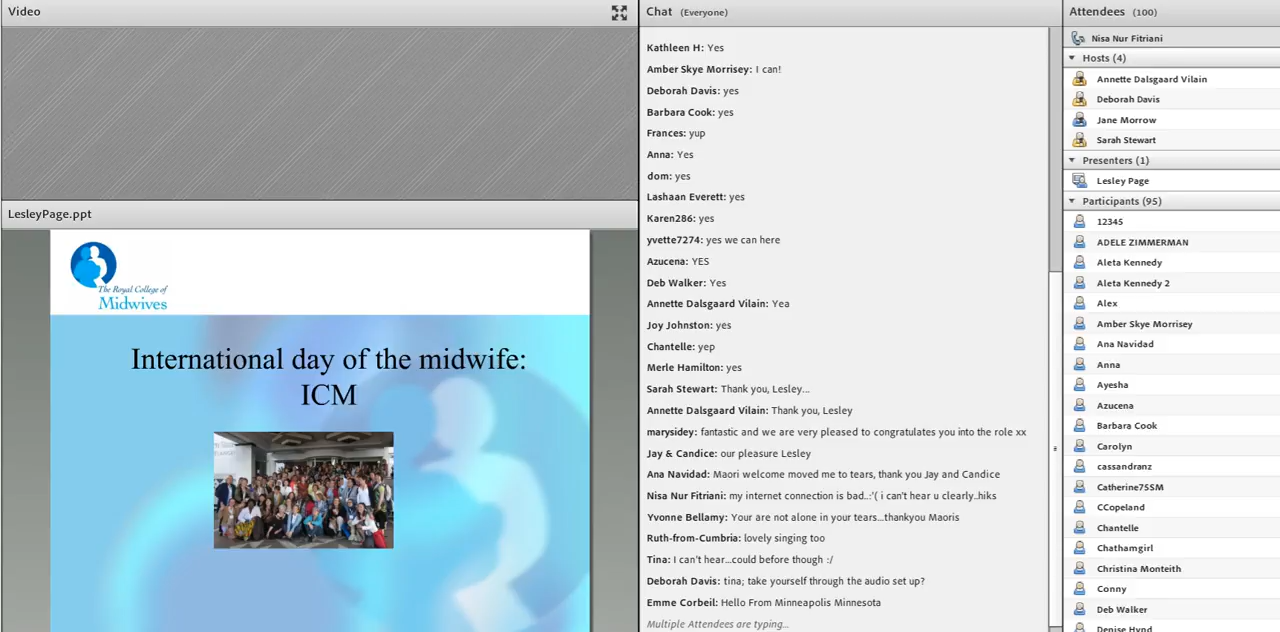 Video
LesleyPage.ppt
The Royal College of
Midwives
International day of the midwife:
ICM
Chat (Everyone)
Kathleen H: Yes
Amber Skye Morrisey: I can!
Deborah Davis: yes
Barbara Cook: yes
Frances: yup
Anna: Yes
dom: yes
Lashaan Everett: yes
Karen286: yes
yvette7274: yes we can here
Azucena: YES
Deb Walker: Yes
Annette Dalsgaard Vilain: Yea
Joy Johnston: yes
Chantelle: yep
Merle Hamilton: yes
Sarah Stewart: Thank you, Lesley...
Annette Dalsgaard Vilain: Thank you, Lesley
marysidey: fantastic and we are very pleased to congratulates you into the role xx
Jay & Candice: our pleasure Lesley
Ana Navidad: Maori welcome moved me to tears, thank you Jay and Candice
Nisa Nur Fitriani: my internet connection is bad..:'( i can't hear u clearly..hiks
Yvonne Bellamy: Your are not alone in your tears...thankyou Maoris
Ruth-from-Cumbria: lovely singing too
Tina: I can't hear...could before though :/
Deborah Davis: tina; take yourself through the audio set up?
Emme Corbeil: Hello From Minneapolis Minnesota
Multiple Attendees are typing...
Attendees (100)
Nisa Nur Fitriani
Hosts (4)
Annette Dalsgaard Vilain
Deborah Davis
Jane Morrow
Sarah Stewart
Presenters (1)
Lesley Page
Participants (95)
12345
ADELE ZIMMERMAN
Aleta Kennedy
Aleta Kennedy 2
Alex
Amber Skye Morrisey
Ana Navidad
Anna
Ayesha
Azucena
Barbara Cook
Carolyn
cassandranz
Catherine75SM
CCopeland
Chantelle
Chathamgirl
Christina Monteith
Conny
Deb Walker
Denise Hynd